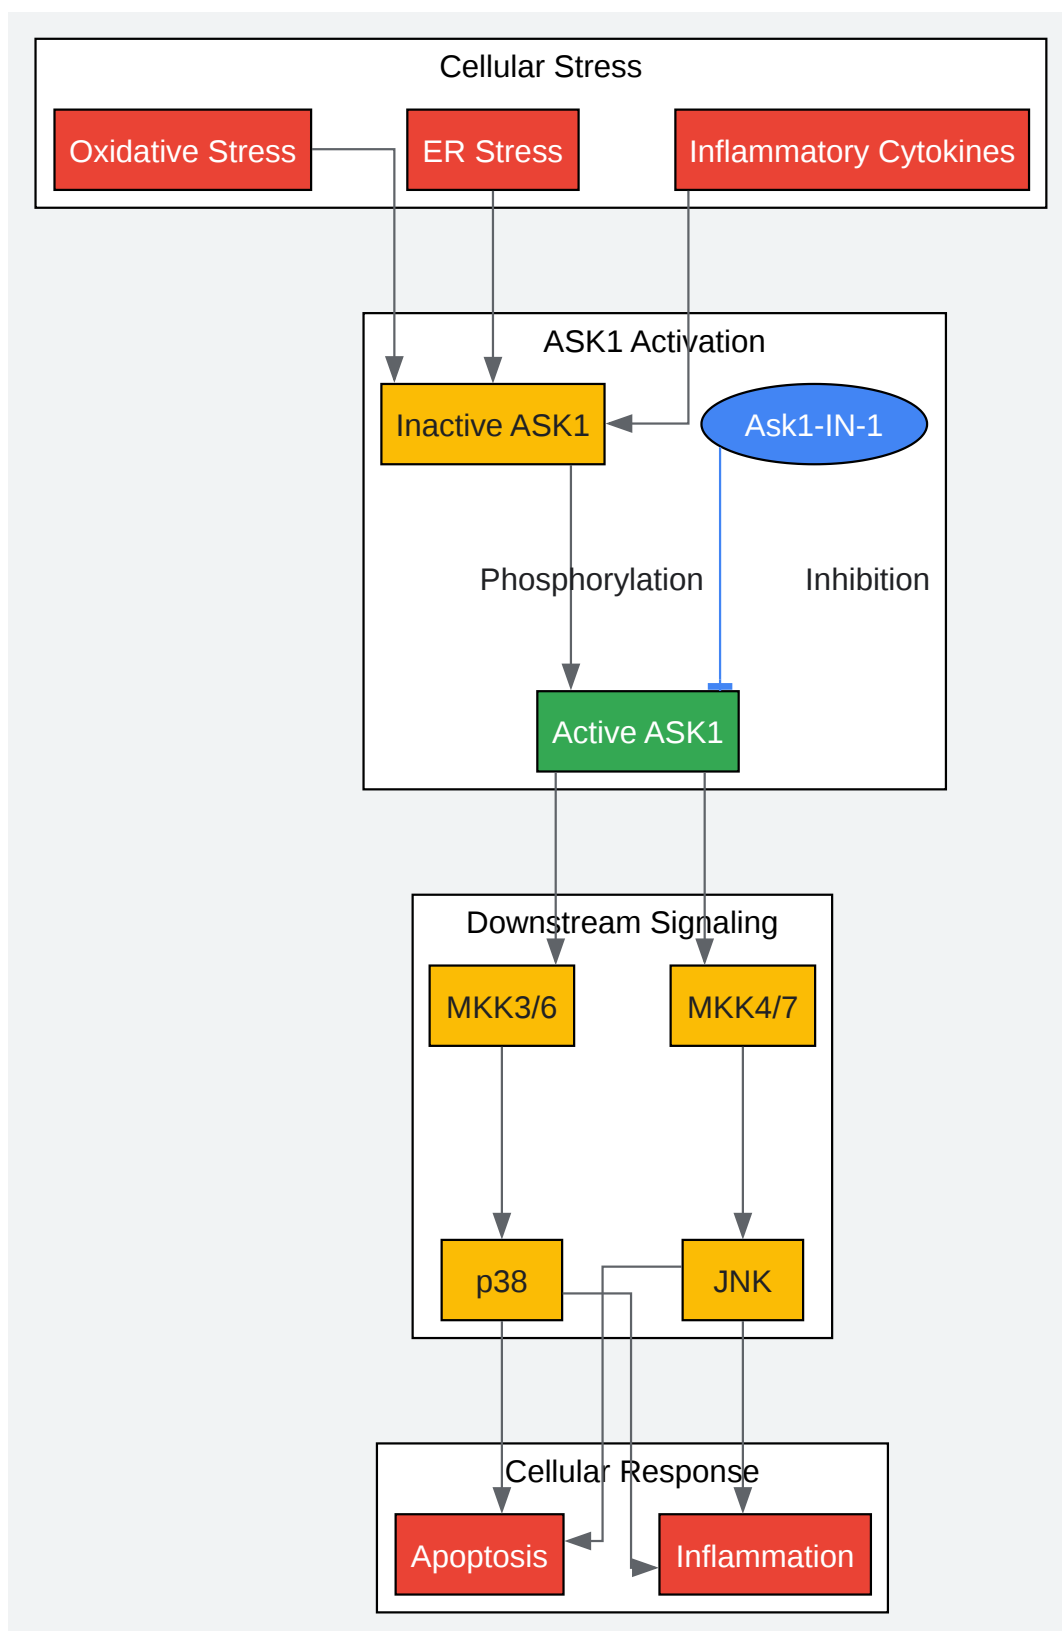 Cellular Stress
Oxidative Stress
ER Stress
Inflammatory Cytokines
ASK1 Activation
Inactive ASK1
Ask1-IN-1
Phosphorylation
Inhibition
Active ASK1
Downstream Signaling
MKK3/6
MKK4/7
p38
JNK
Cellular Response
Apoptosis
Inflammation